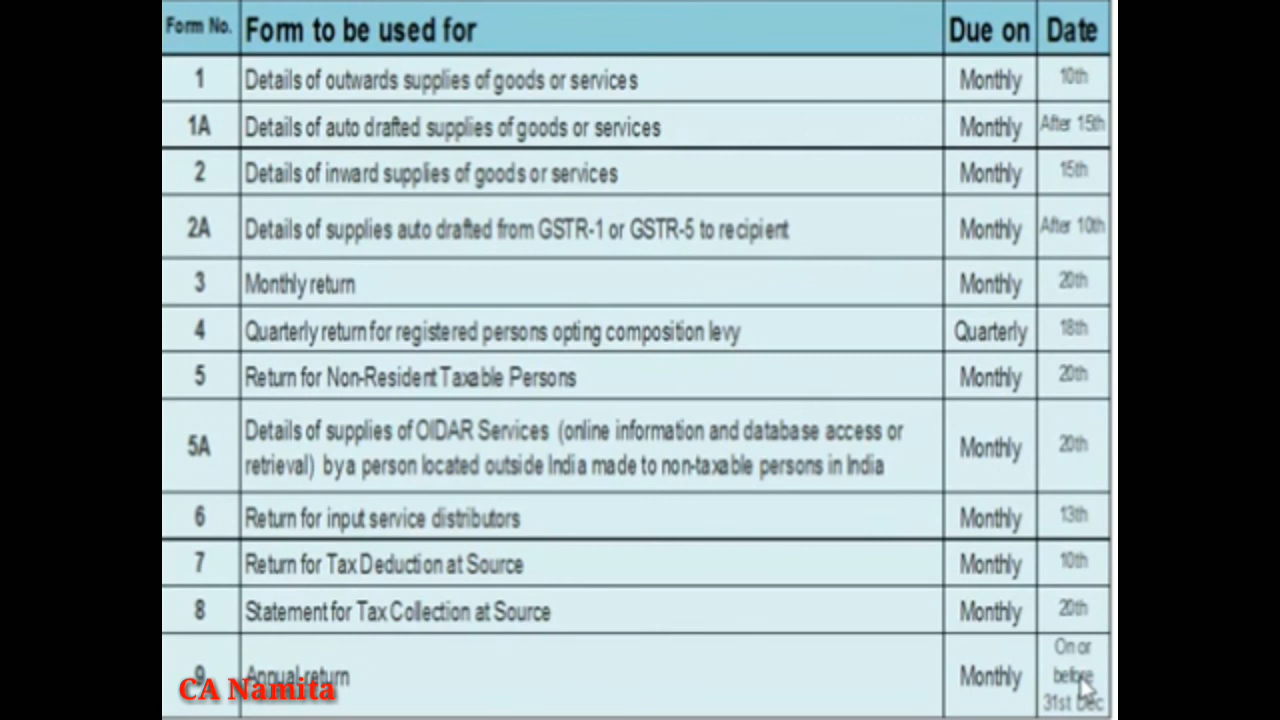 Form No. Form to be used for Due on Date
1 Details of outwards supplies of goods or services Monthly 10th
1A Details of auto drafted supplies of goods or services Monthly After 15th
2 Details of inward supplies of goods or services Monthly 15th
2A Details of supplies auto drafted from GSTR-1 or GSTR-5 to recipient Monthly After 10th
3 Monthly return Monthly 20th
4 Quarterly return for registered persons opting composition levy Quarterly 18th
5 Return for Non-Resident Taxable Persons Monthly 20th
5A Details of supplies of OIDAR Services (online information and database access or
retrieval) by a person located outside India made to non-taxable persons in India Monthly 20th
6 Return for input service distributors Monthly 13th
7 Return for Tax Deduction at Source Monthly 10th
8 Statement for Tax Collection at Source Monthly 20th
9 Annual return Monthly On or
before
31st Dec
CA Namita